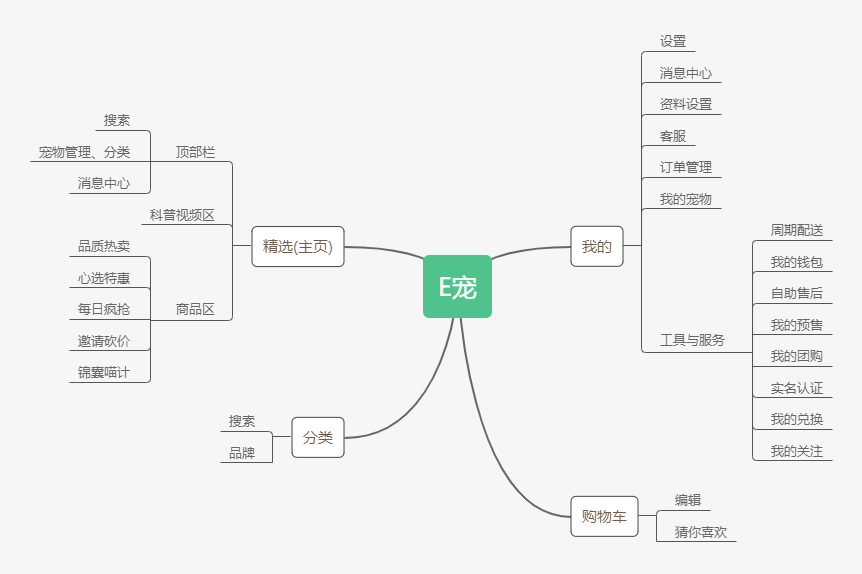 E宠
精选(主页)
顶部栏
搜索
宠物管理、分类
消息中心
科普视频区
商品区
品质热卖
心选特惠
每日疯抢
邀请砍价
锦囊喵计
分类
搜索
品牌
我的
设置
消息中心
资料设置
客服
订单管理
我的宠物
工具与服务
周期配送
我的钱包
自助售后
我的预售
我的团购
实名认证
我的兑换
我的关注
购物车
编辑
猜你喜欢